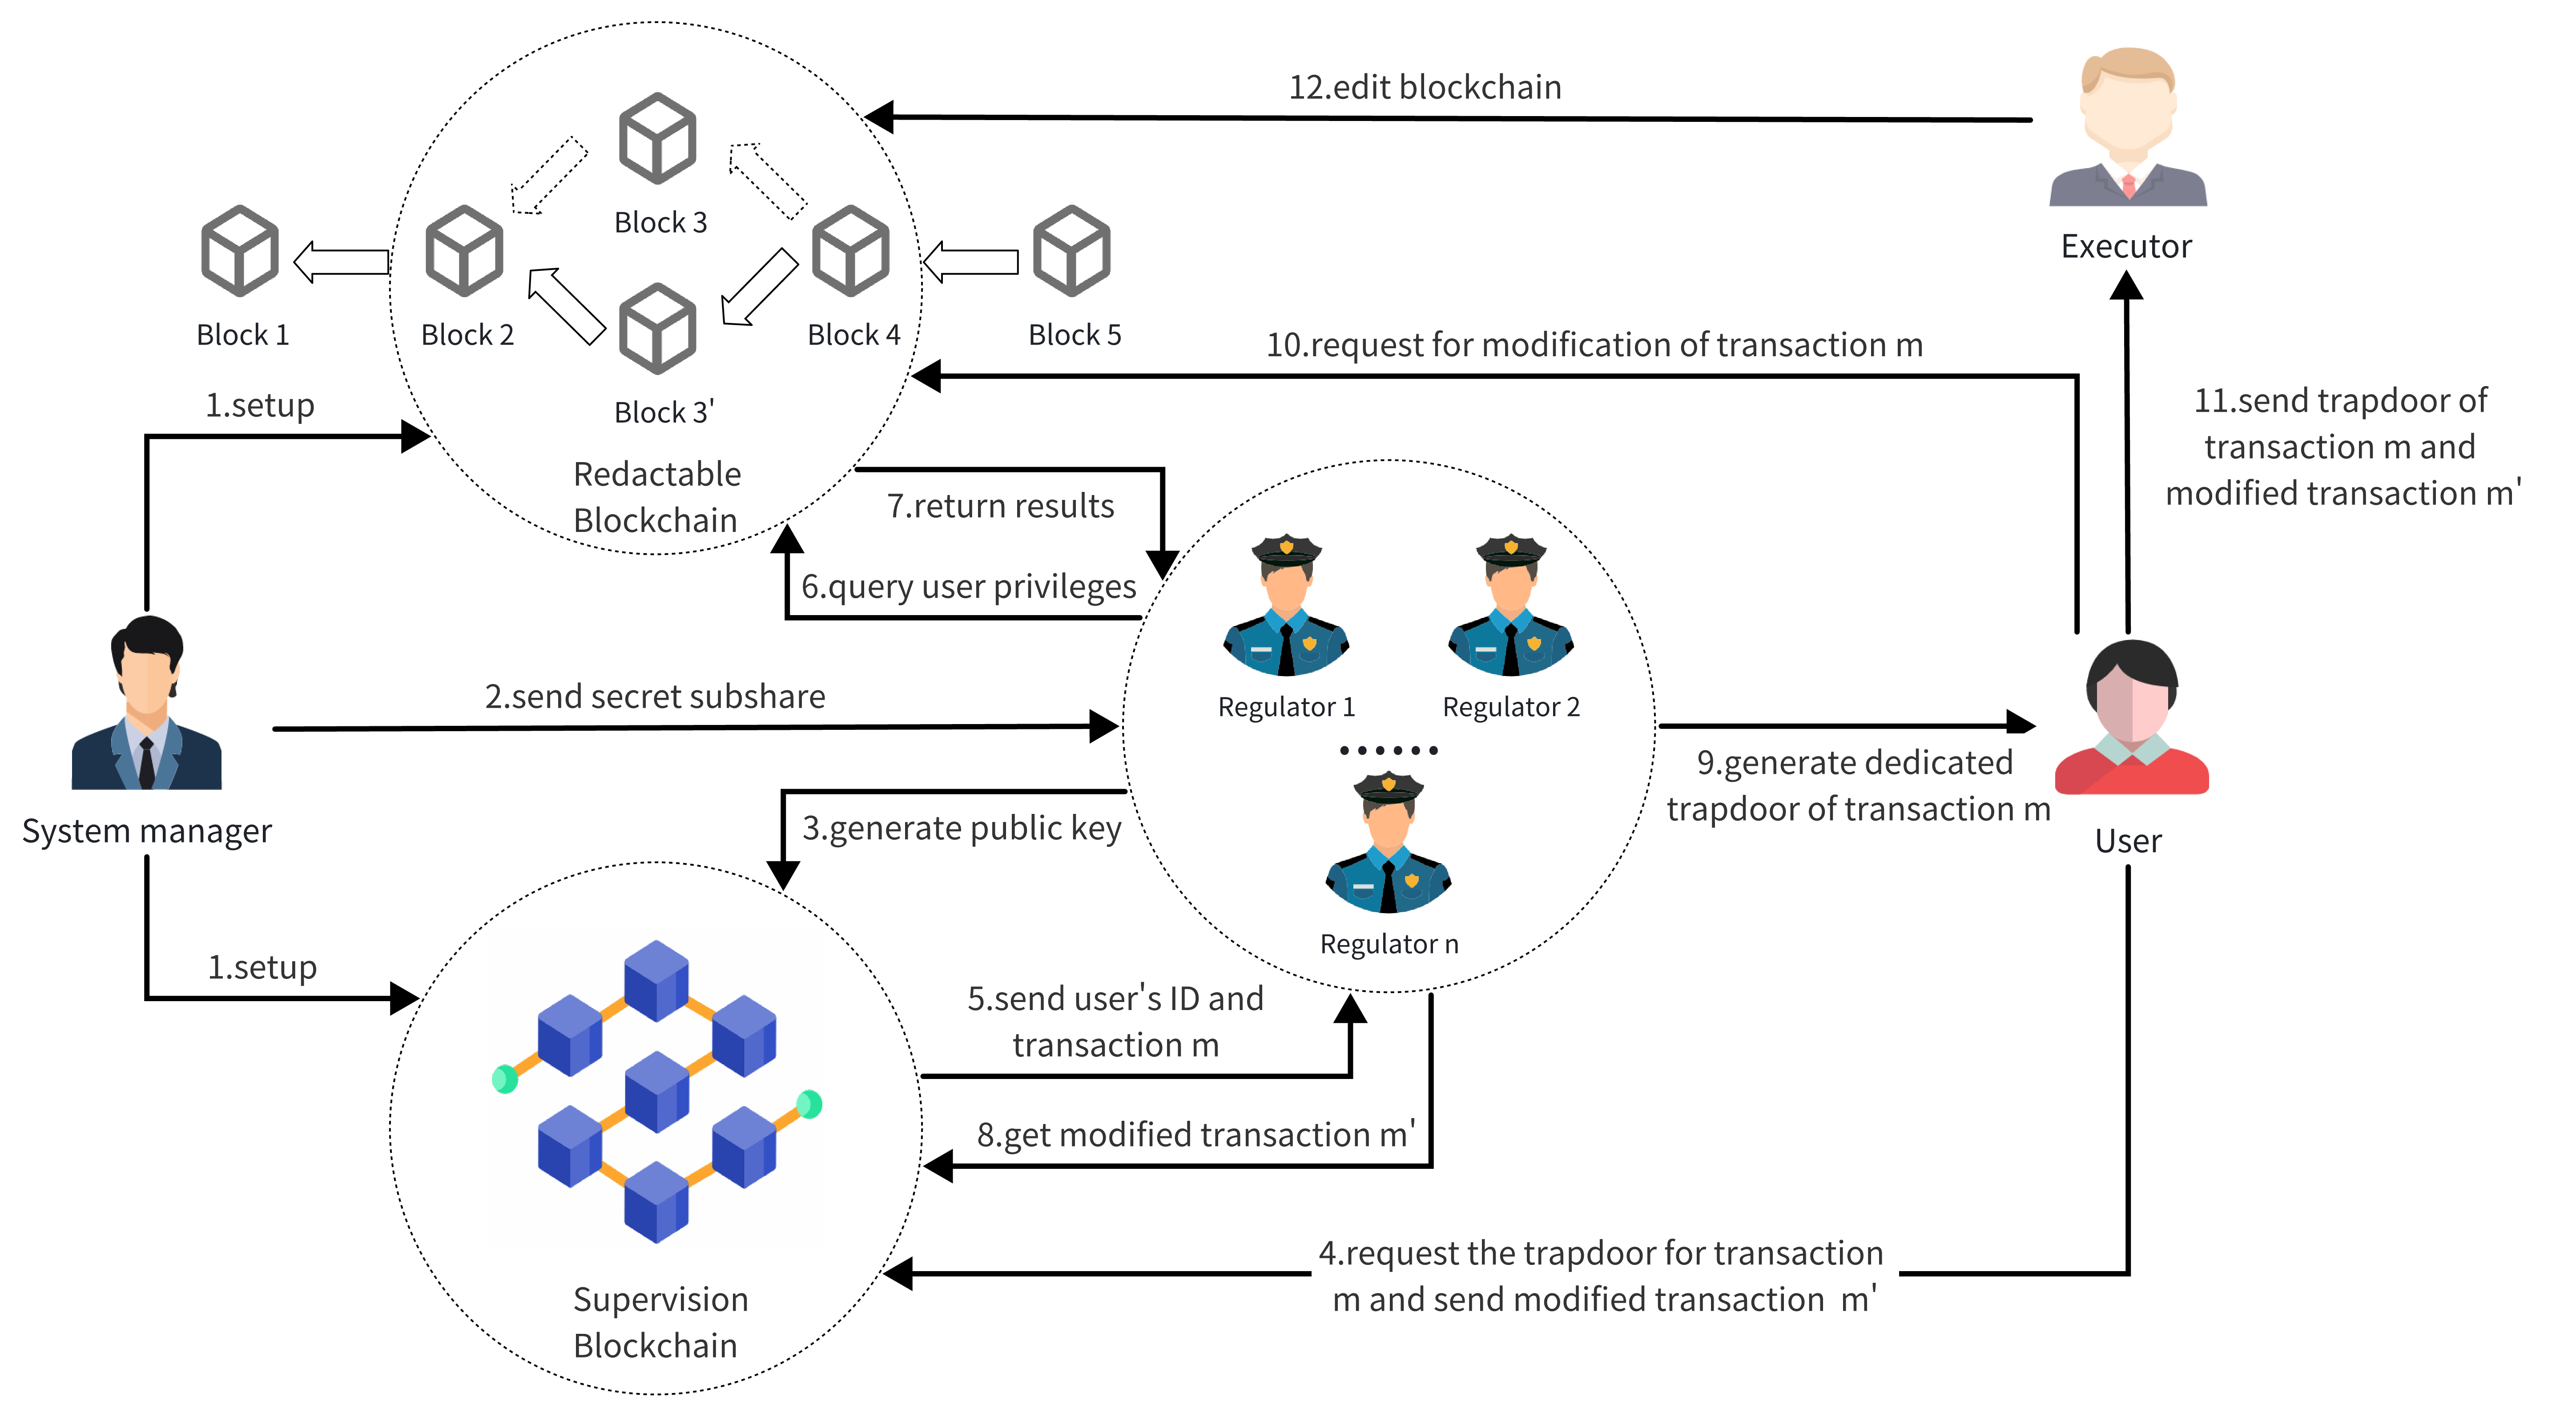 12.edit blockchain
Block 3
Executor
Block 1
Block 2
Block 4
Block 5
10.request for modification of transaction m
Block 3'
1.setup
11.send trapdoor of
transaction m and
modified transaction m'
Redactable
Blockchain
7.return results
6.query user privileges
2.send secret subshare
Regulator 1
Regulator 2
9.generate dedicated
trapdoor of transaction m
System manager
3.generate public key
User
Regulator n
1.setup
5.send user's ID and
transaction m
8.get modified transaction m'
4.request the trapdoor for transaction
m and send modified transaction m'
Supervision
Blockchain